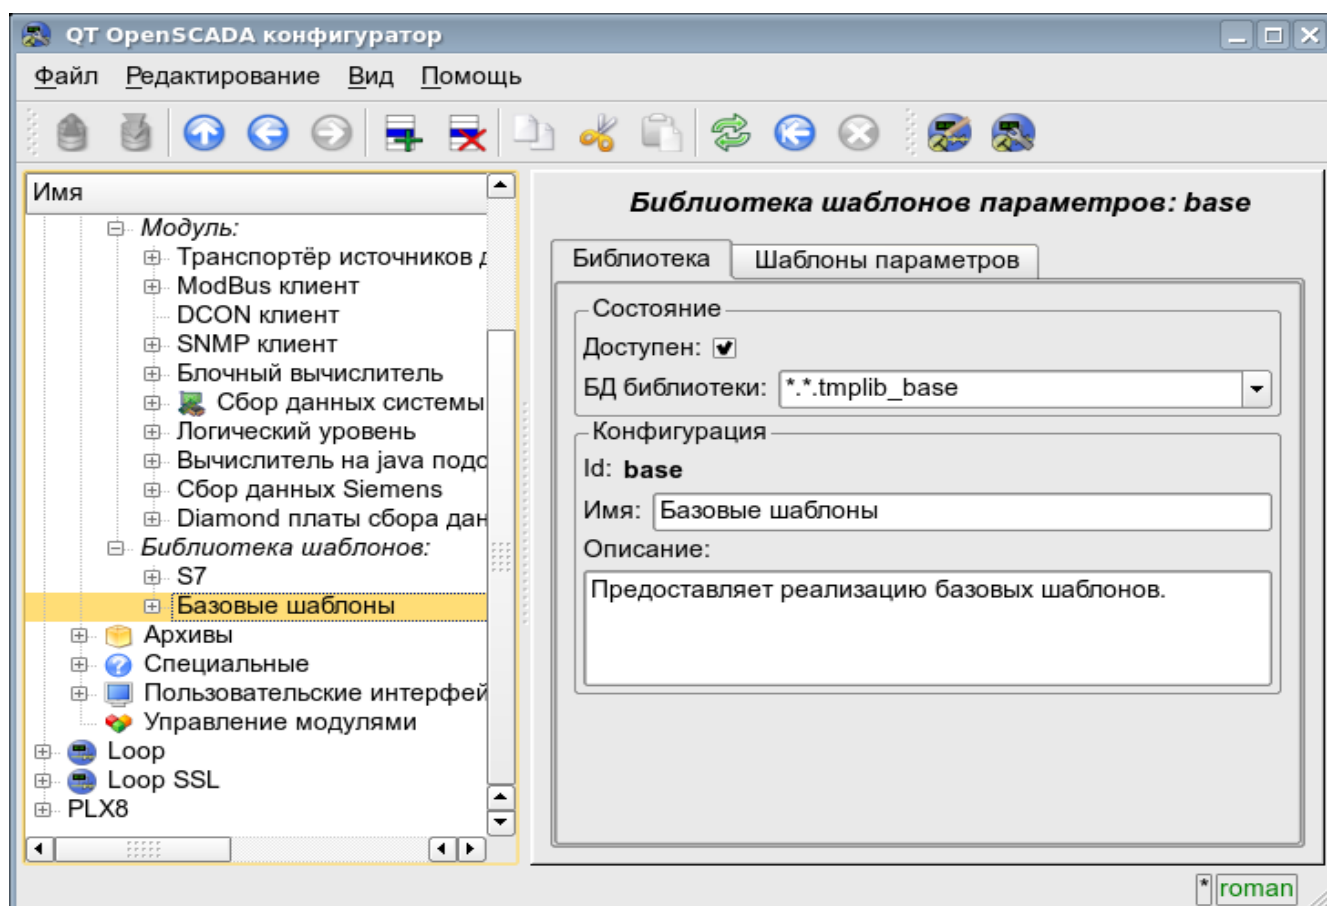 QT OpenSCADA конфигуратор
Файл Редактирование Вид Помощь
Имя
Модуль:
Транспортёр источников д
ModBus клиент
DCON клиент
SNMP клиент
Блочный вычислитель
Сбор данных системы
Логический уровень
Вычислитель на java подс
Сбор данных Siemens
Diamond платы сбора дан
Библиотека шаблонов:
S7
Базовые шаблоны
Архивы
Специальные
Пользовательские интерфей
Управление модулями
Loop
Loop SSL
PLX8
Библиотека шаблонов параметров: base
Библиотека Шаблоны параметров
Состояние
Доступен:
БД библиотеки: *.*.tmplib_base
Конфигурация
Id: base
Имя: Базовые шаблоны
Описание:
Предоставляет реализацию базовых шаблонов.
* roman